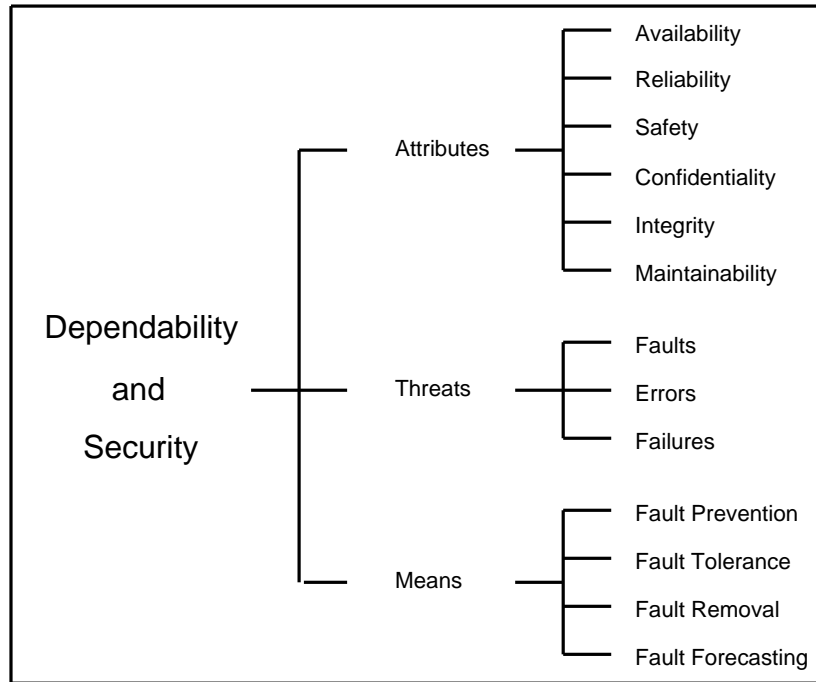 Dependability
and
Security
Attributes
Availability
Reliability
Safety
Confidentiality
Integrity
Maintainability
Threats
Faults
Errors
Failures
Means
Fault Prevention
Fault Tolerance
Fault Removal
Fault Forecasting